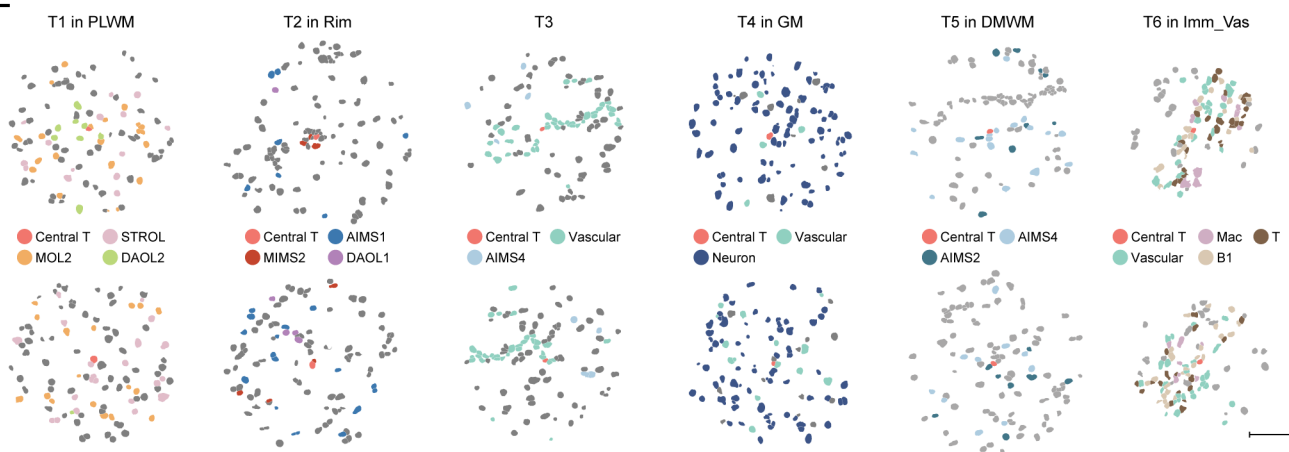 T1 in PLWM T2 in Rim T3 T4 in GM T5 in DMWM T6 in Imm_Vas
Central T STROL Central T AIMS1 Central T Vascular Central T Vascular Central T AIMS4 Central T Mac T
MOL2 DAOL2 MIMS2 DAOL1 AIMS4 Neuron AIMS2 Vascular B1